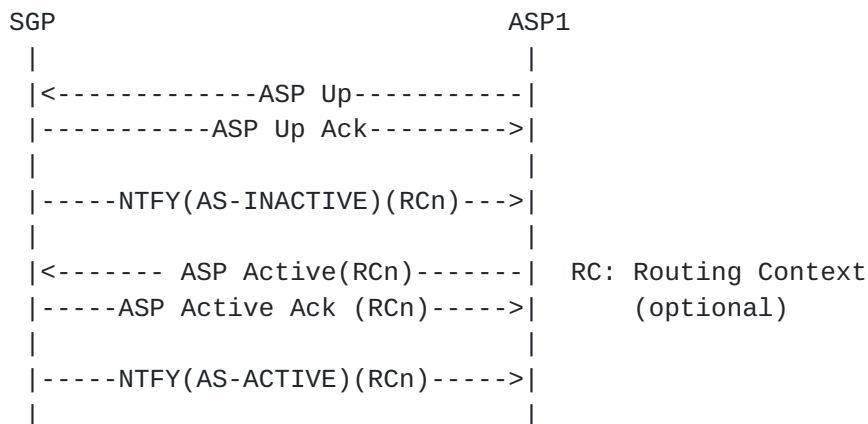 SGP                             ASP1
 |                               |
 |<-------------ASP Up-----------|
 |-----------ASP Up Ack--------->|
 |                               |
 |-----NTFY(AS-INACTIVE)(RCn)--->|
 |                               |
 |<------- ASP Active(RCn)-------|  RC: Routing Context
 |-----ASP Active Ack (RCn)----->|      (optional)
 |                               |
 |-----NTFY(AS-ACTIVE)(RCn)----->|
 |                               |